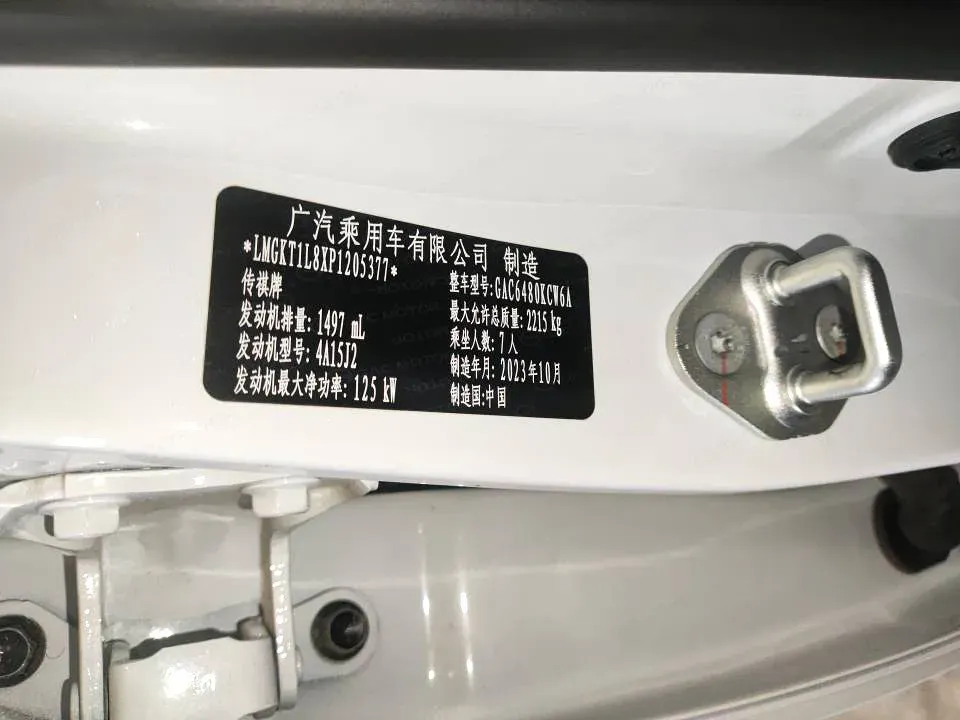 广汽乘用车有限公司 制造
*LMGKT1L8XP1205377*
传祺牌
发动机排量: 1497 mL
发动机型号: 4A15J2
发动机最大净功率: 125 kW
整车型号: GAC6480KCW6A
最大允许总质量: 2215 kg
乘坐人数: 7人
制造年月: 2023年10月
制造国: 中国